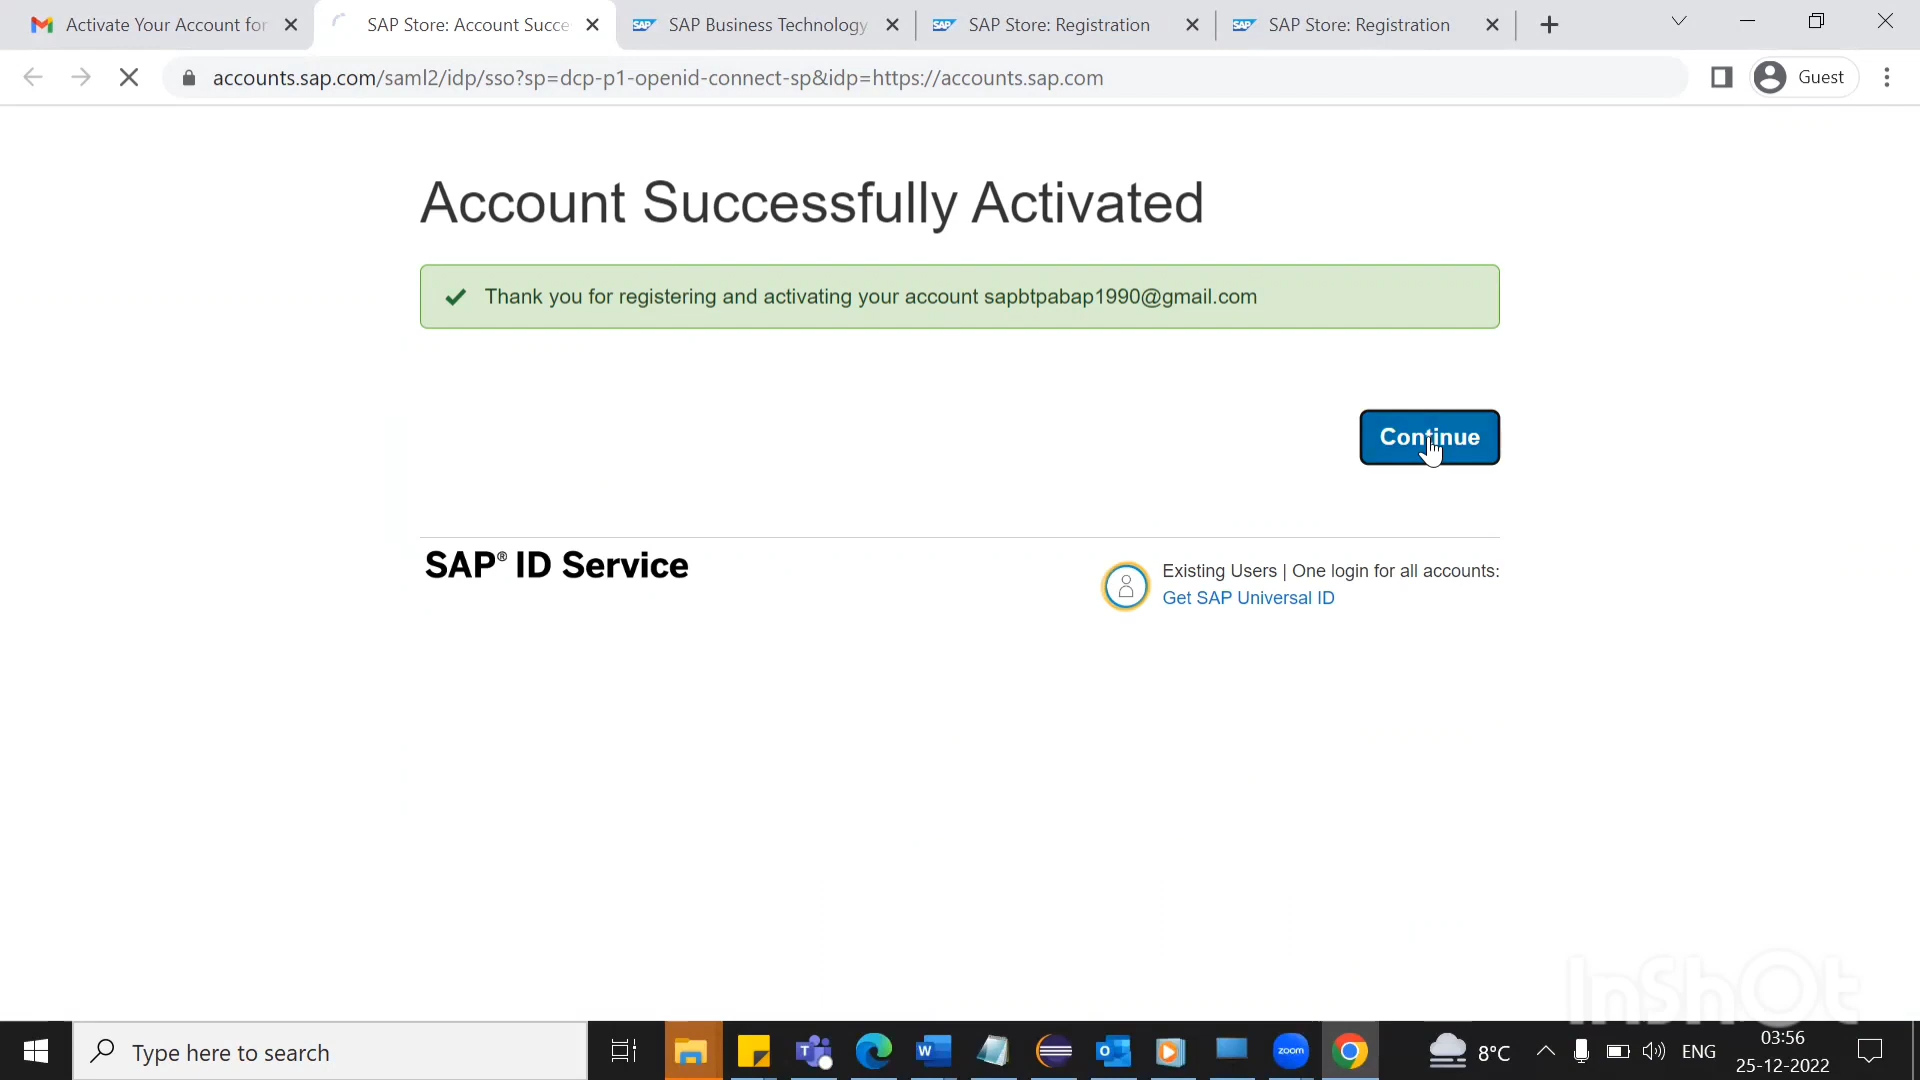 Activate Your Account for
SAP Store: Account Succe
SAP Business Technology
SAP Store: Registration
SAP Store: Registration
accounts.sap.com/saml2/idp/sso?sp=dcp-p1-openid-connect-sp&idp=https://accounts.sap.com
Guest
Account Successfully Activated
Thank you for registering and activating your account sapbtpabap1990@gmail.com
Continue
SAP® ID Service
Existing Users | One login for all accounts:
Get SAP Universal ID
InShOt
Type here to search
zoom
8°C
ENG
03:56
25-12-2022